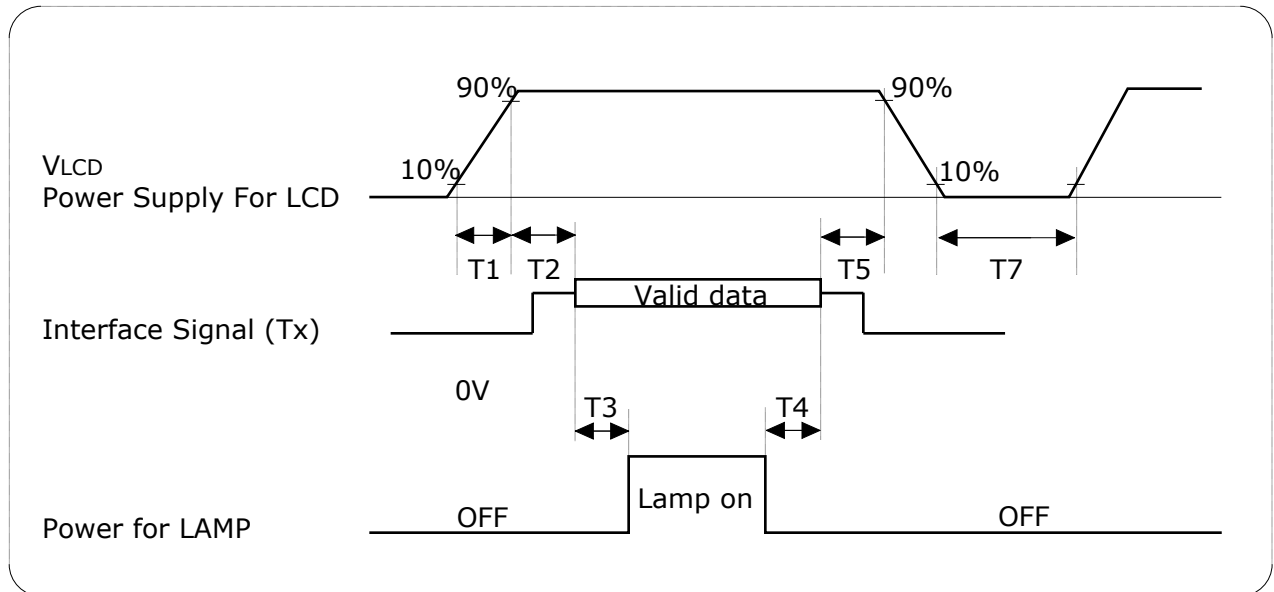 90%
90%
VLCD
10%
10%
Power Supply For LCD
T1
T2
T5
T7
Valid data
Interface Signal (Tx)
0V
T3
T4
Lamp on
OFF
OFF
Power for LAMP